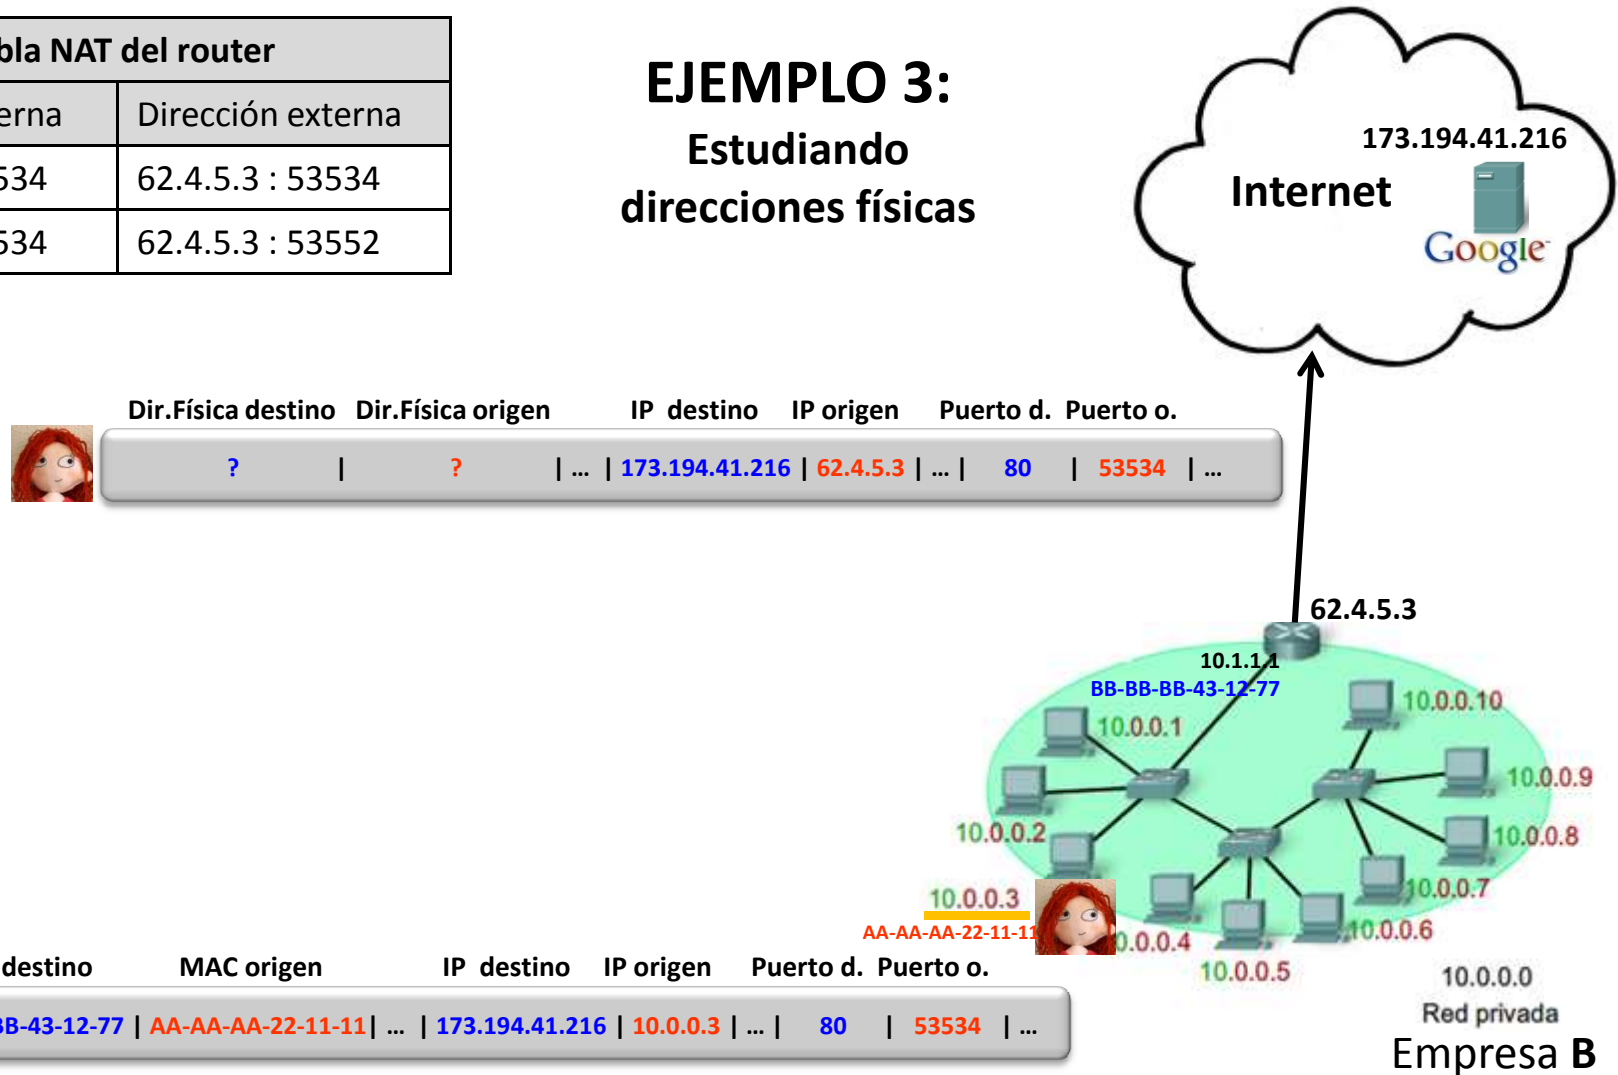 bla NAT del router
erna Dirección externa
534 62.4.5.3 : 53534
534 62.4.5.3 : 53552
EJEMPLO 3:
Estudiando
direcciones físicas
173.194.41.216
Internet
Google
Dir.Física destino Dir.Física origen IP destino IP origen Puerto d. Puerto o.
? | ? | ... | 173.194.41.216 | 62.4.5.3 | ... | 80 | 53534 | ...
62.4.5.3
10.1.1.1
BB-BB-BB-43-12-77
10.0.0.10
10.0.0.1
10.0.0.9
10.0.0.2
10.0.0.8
10.0.0.3
10.0.0.7
AA-AA-AA-22-11-11
0.0.0.4
10.0.0.6
10.0.0.5
10.0.0.0
Red privada
Empresa B
destino MAC origen IP destino IP origen Puerto d. Puerto o.
BB-43-12-77 | AA-AA-AA-22-11-11 | ... | 173.194.41.216 | 10.0.0.3 | ... | 80 | 53534 | ...